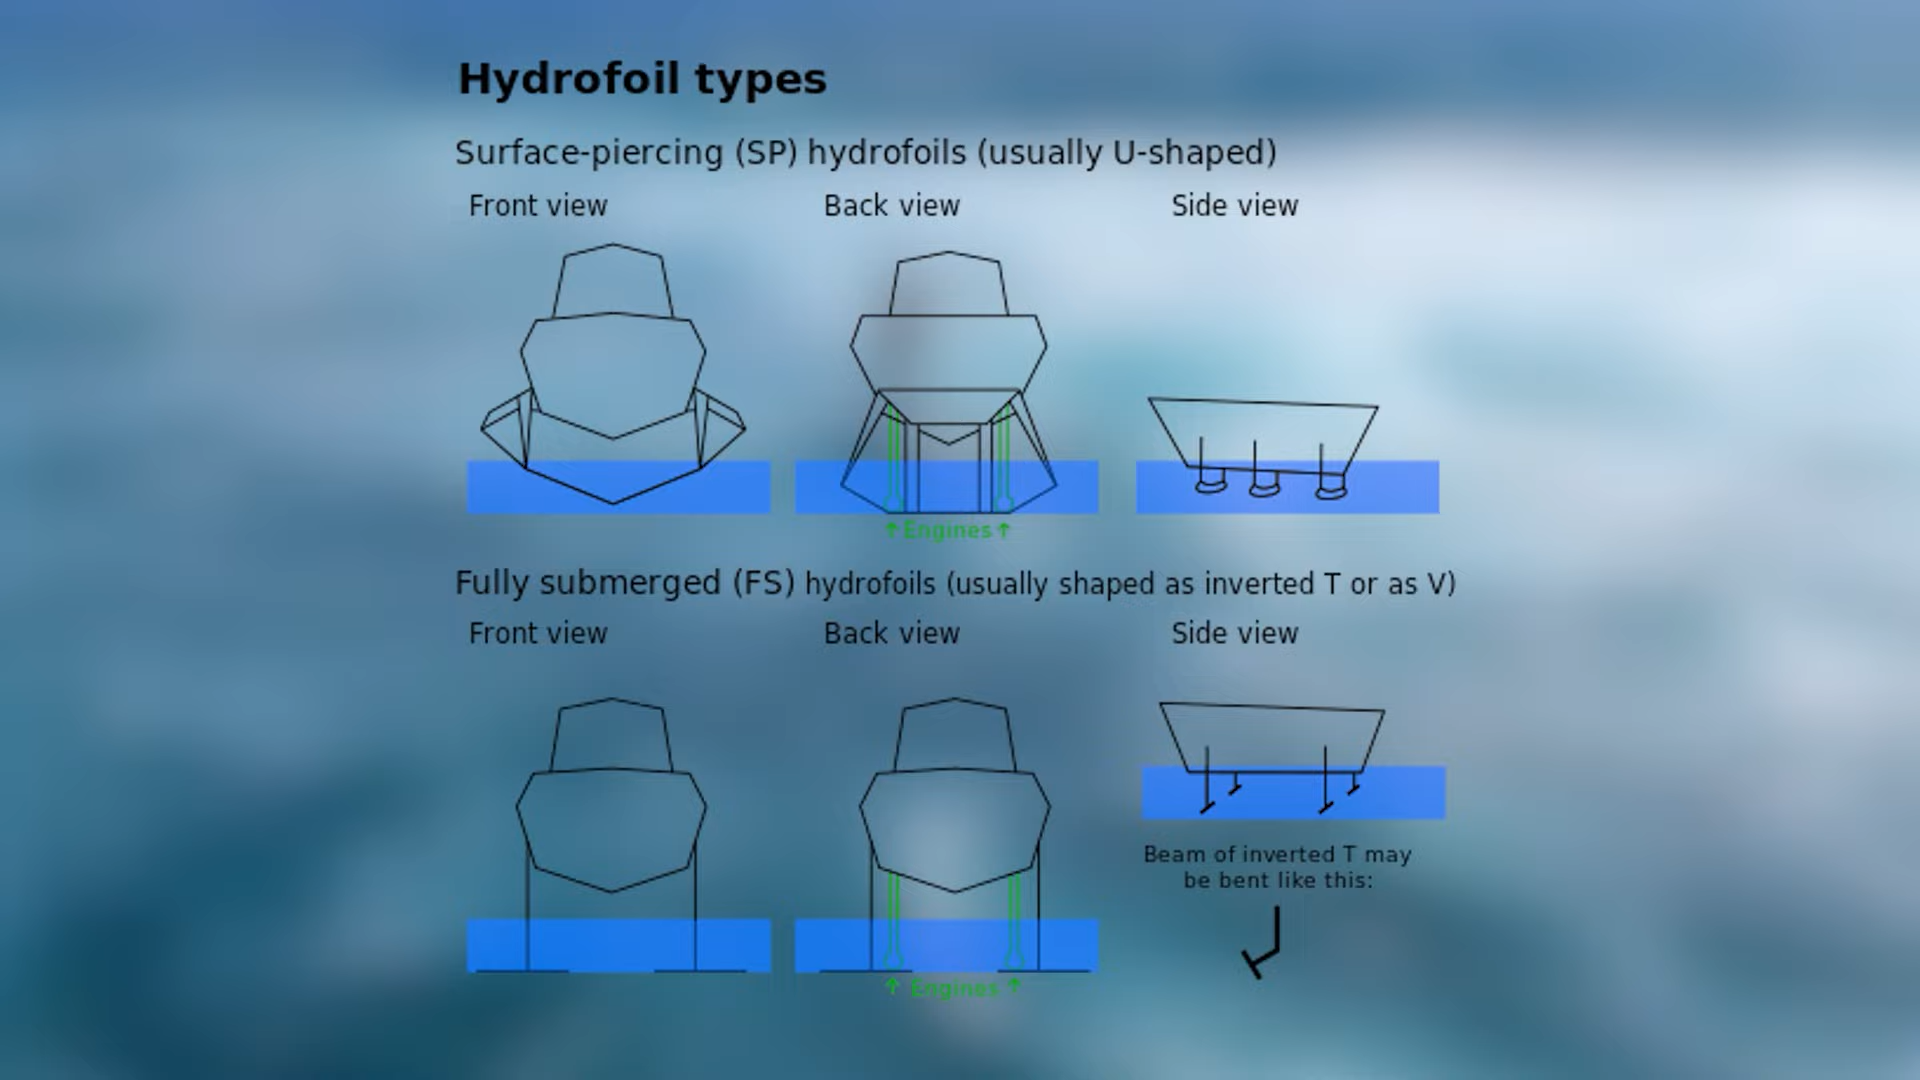 Hydrofoil types
Surface-piercing (SP) hydrofoils (usually U-shaped)
Front view
Back view
Side view
↑Engines↑
Fully submerged (FS) hydrofoils (usually shaped as inverted T or as V)
Front view
Back view
Side view
Beam of inverted T may
be bent like this:
↑ Engines ↑